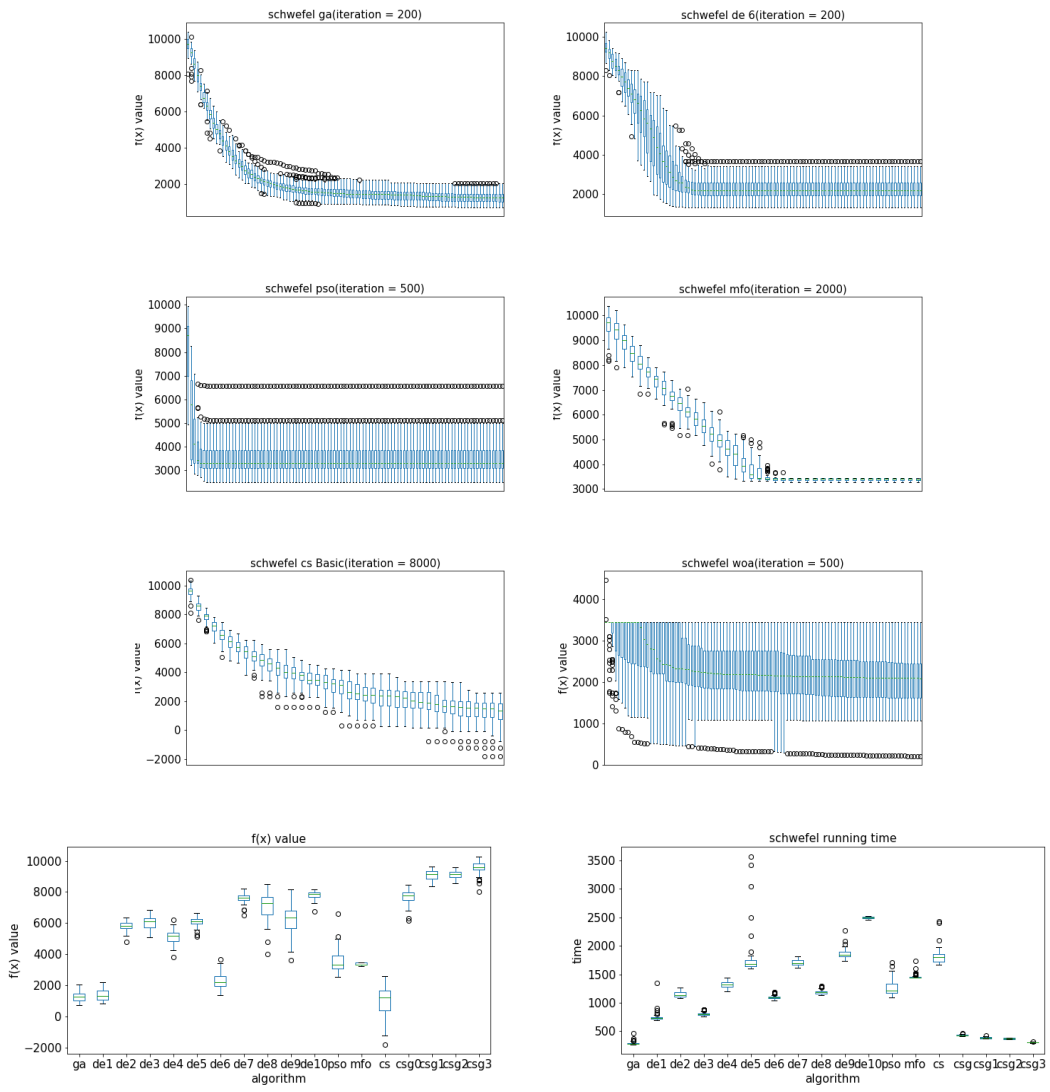 schwefel ga(iteration = 200)
10000
8000
6000
4000
2000
f(x) value
schwefel de 6(iteration = 200)
10000
8000
6000
4000
2000
f(x) value
schwefel pso(iteration = 500)
10000
9000
8000
7000
6000
5000
4000
3000
f(x) value
schwefel mfo(iteration = 2000)
10000
9000
8000
7000
6000
5000
4000
3000
f(x) value
schwefel cs Basic(iteration = 8000)
10000
8000
6000
4000
2000
0
−2000
f(x) value
schwefel woa(iteration = 500)
4000
3000
2000
1000
0
f(x) value
f(x) value
10000
8000
6000
4000
2000
0
−2000
f(x) value
ga de1 de2 de3 de4 de5 de6 de7 de8 de9 de10 pso mfo cs csg0 csg1 csg2 csg3
algorithm
schwefel running time
3500
3000
2500
2000
1500
1000
500
time
ga de1 de2 de3 de4 de5 de6 de7 de8 de9 de10 pso mfo cs csg0 csg1 csg2 csg3
algorithm